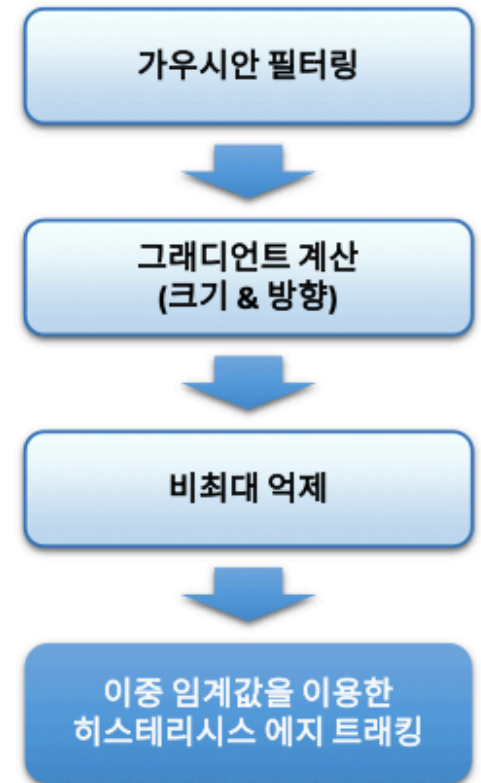 가우시안 필터링
그래디언트 계산
(크기 & 방향)
비최대 억제
이중 임계값을 이용한
히스테리시스 에지 트래킹